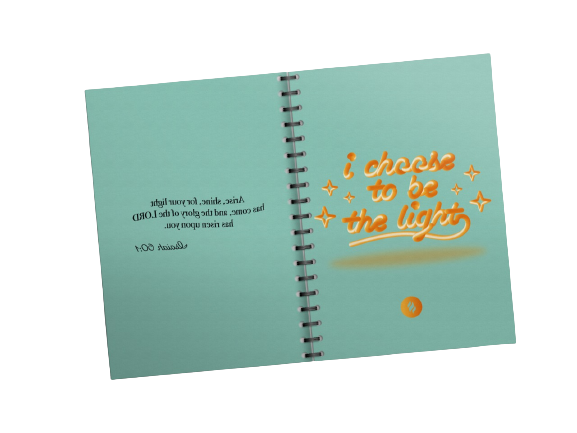 Arise, shine, for your light
has come, and the glory of the LORD
has risen upon you.
Isaiah 60:1
i choose
to be
the light